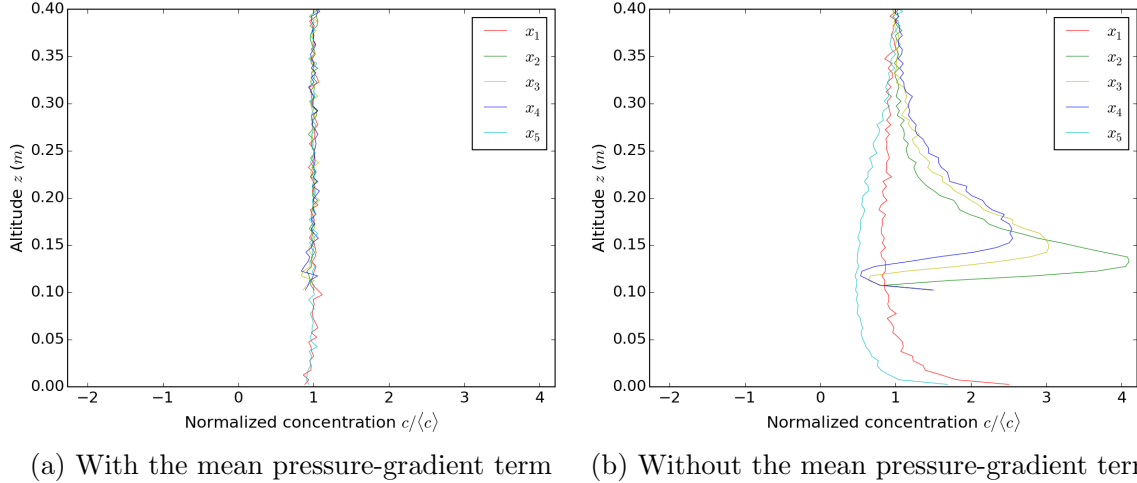 0.40
0.35
0.30
0.25
0.20
0.15
0.10
0.05
0.00
Altitude z (m)
−2
−1
0
1
2
3
4
Normalized concentration c/⟨c⟩
x₁
x₂
x₃
x₄
x₅
(a) With the mean pressure-gradient term
0.40
0.35
0.30
0.25
0.20
0.15
0.10
0.05
0.00
Altitude z (m)
−2
−1
0
1
2
3
4
Normalized concentration c/⟨c⟩
x₁
x₂
x₃
x₄
x₅
(b) Without the mean pressure-gradient ter